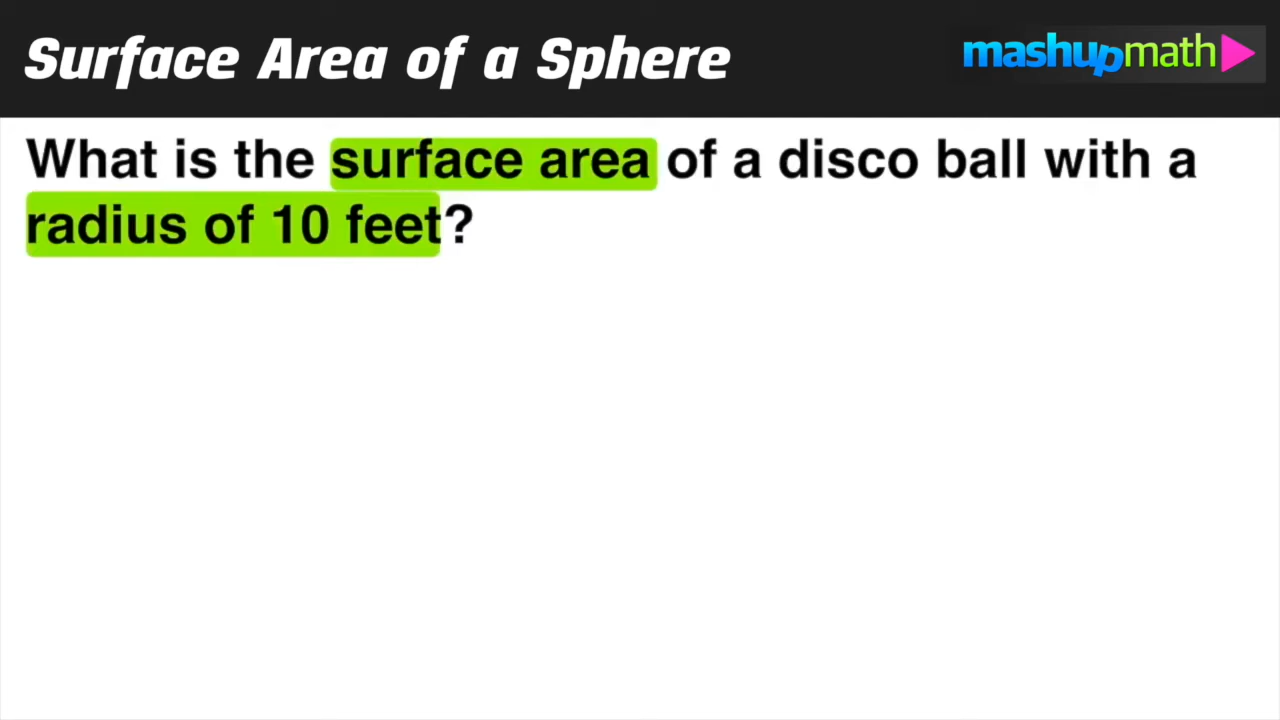 Surface Area of a Sphere
mashupmath
What is the surface area of a disco ball with a
radius of 10 feet?